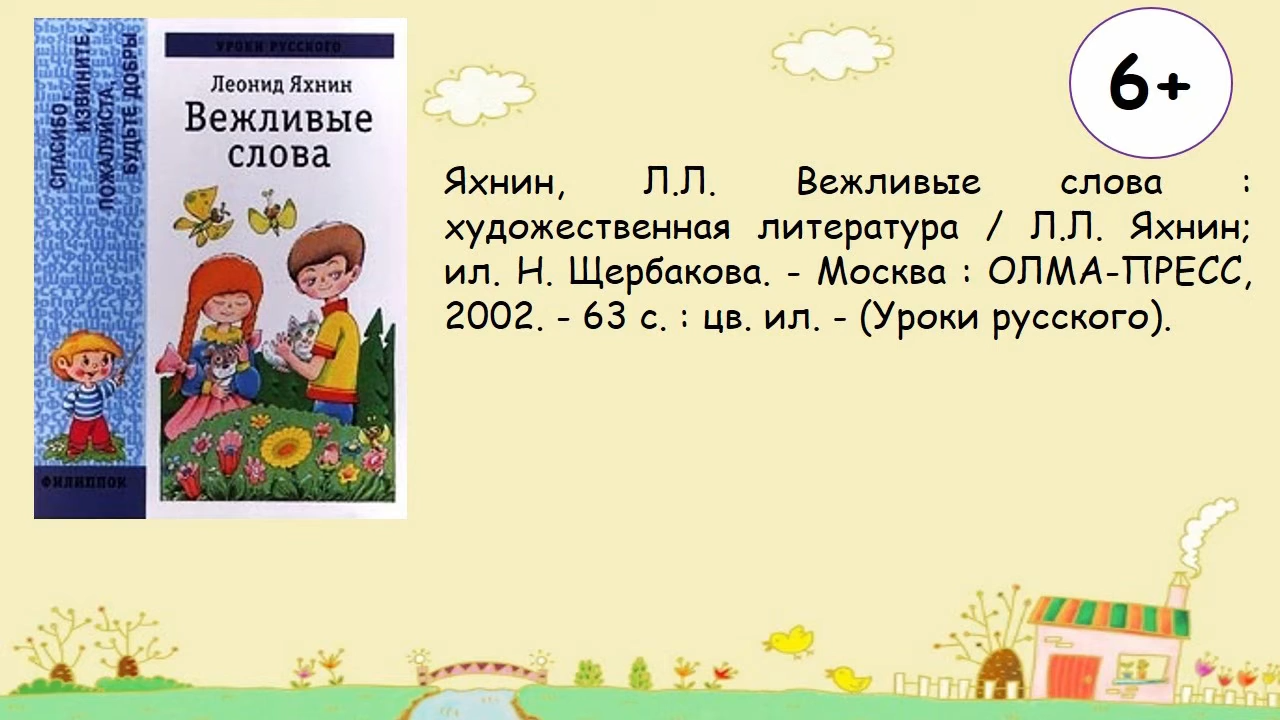 СПАСИБО,
ИЗВИНИТЕ,
ПОЖАЛУЙСТА,
БУДЬТЕ ДОБРЫ
ФИЛИППОК
УРОКИ РУССКОГО
Леонид Яхнин
Вежливые
слова
6+
Яхнин, Л.Л. Вежливые слова :
художественная литература / Л.Л. Яхнин;
ил. Н. Щербакова. - Москва : ОЛМА-ПРЕСС,
2002. - 63 с. : цв. ил. - (Уроки русского).